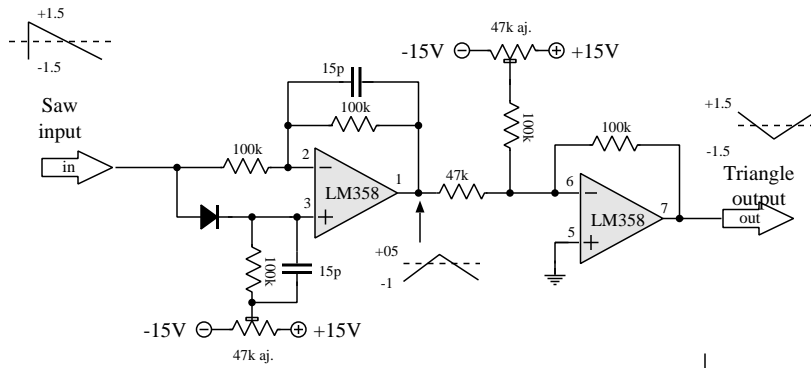 +1.5
-1.5
Saw
input
in
100k
15p
100k
2
3
1
LM358
100k
15p
-15V
+15V
47k aj.
47k aj.
-15V
+15V
100k
47k
+05
-1
100k
6
5
7
LM358
+1.5
-1.5
Triangle
output
out